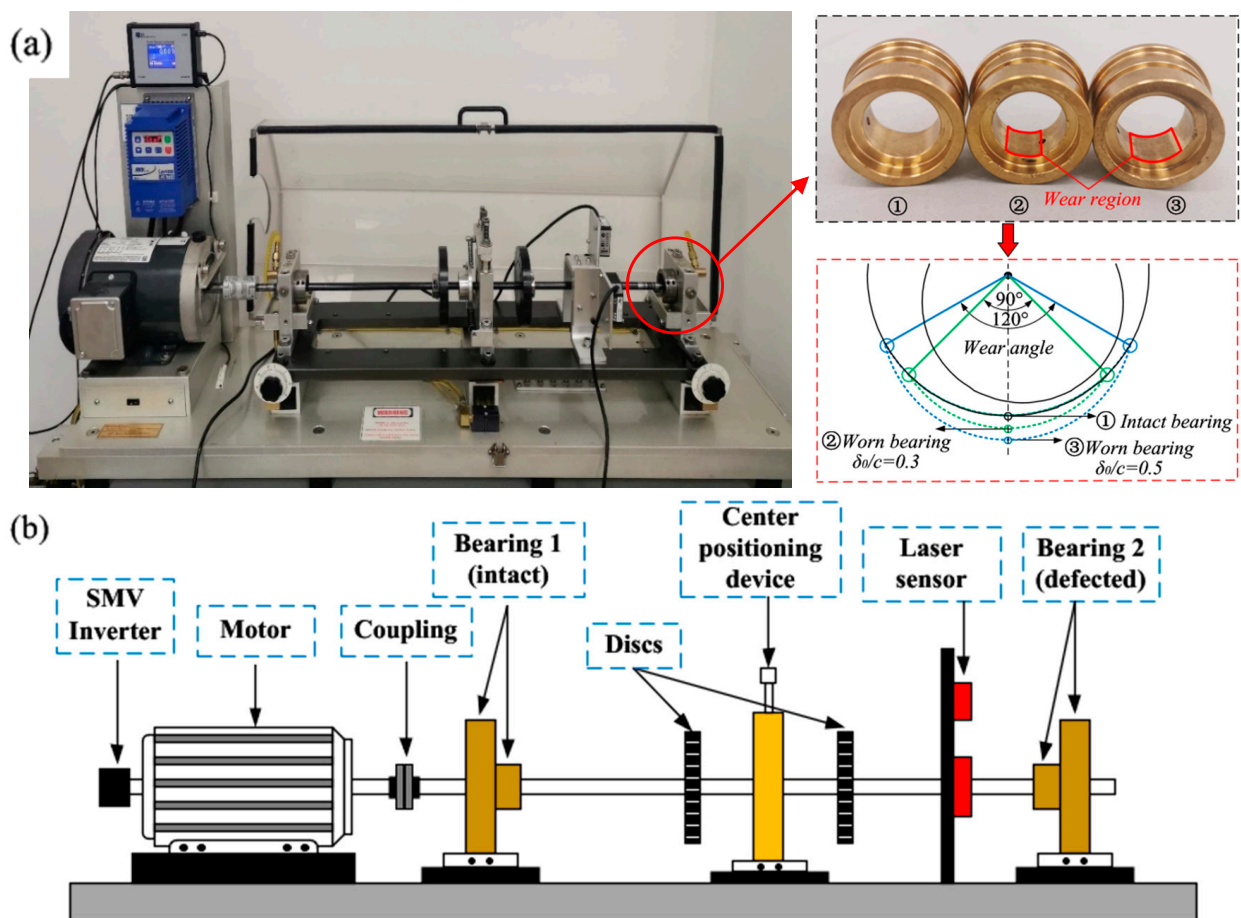 (a)
WARNING
Wear region
①
②
③
90°
120°
Wear angle
① Intact bearing
②Worn bearing
δ₀/c=0.3
③Worn bearing
δ₀/c=0.5
(b)
SMV
Inverter
Motor
Coupling
Bearing 1
(intact)
Discs
Center
positioning
device
Laser
sensor
Bearing 2
(defected)